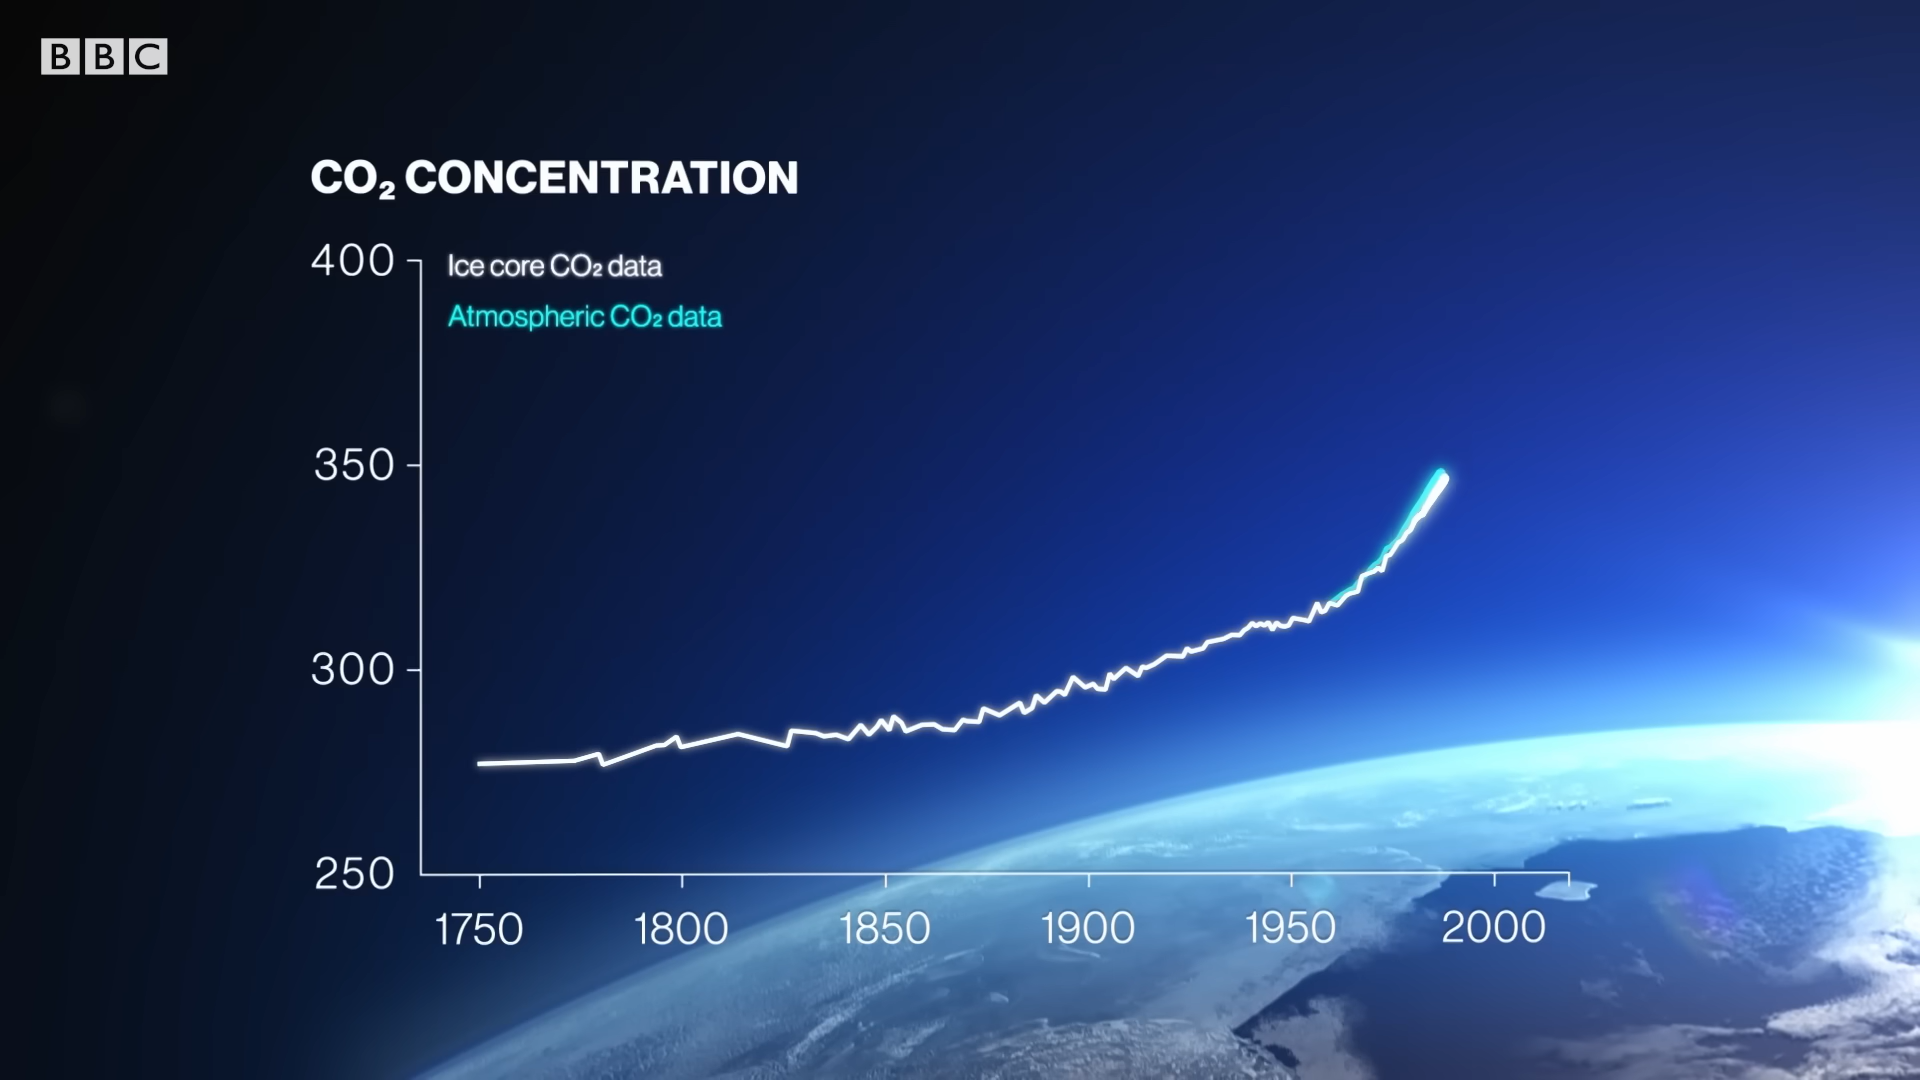 BBC
CO₂ CONCENTRATION
400
Ice core CO₂ data
Atmospheric CO₂ data
350
300
250
1750 1800 1850 1900 1950 2000